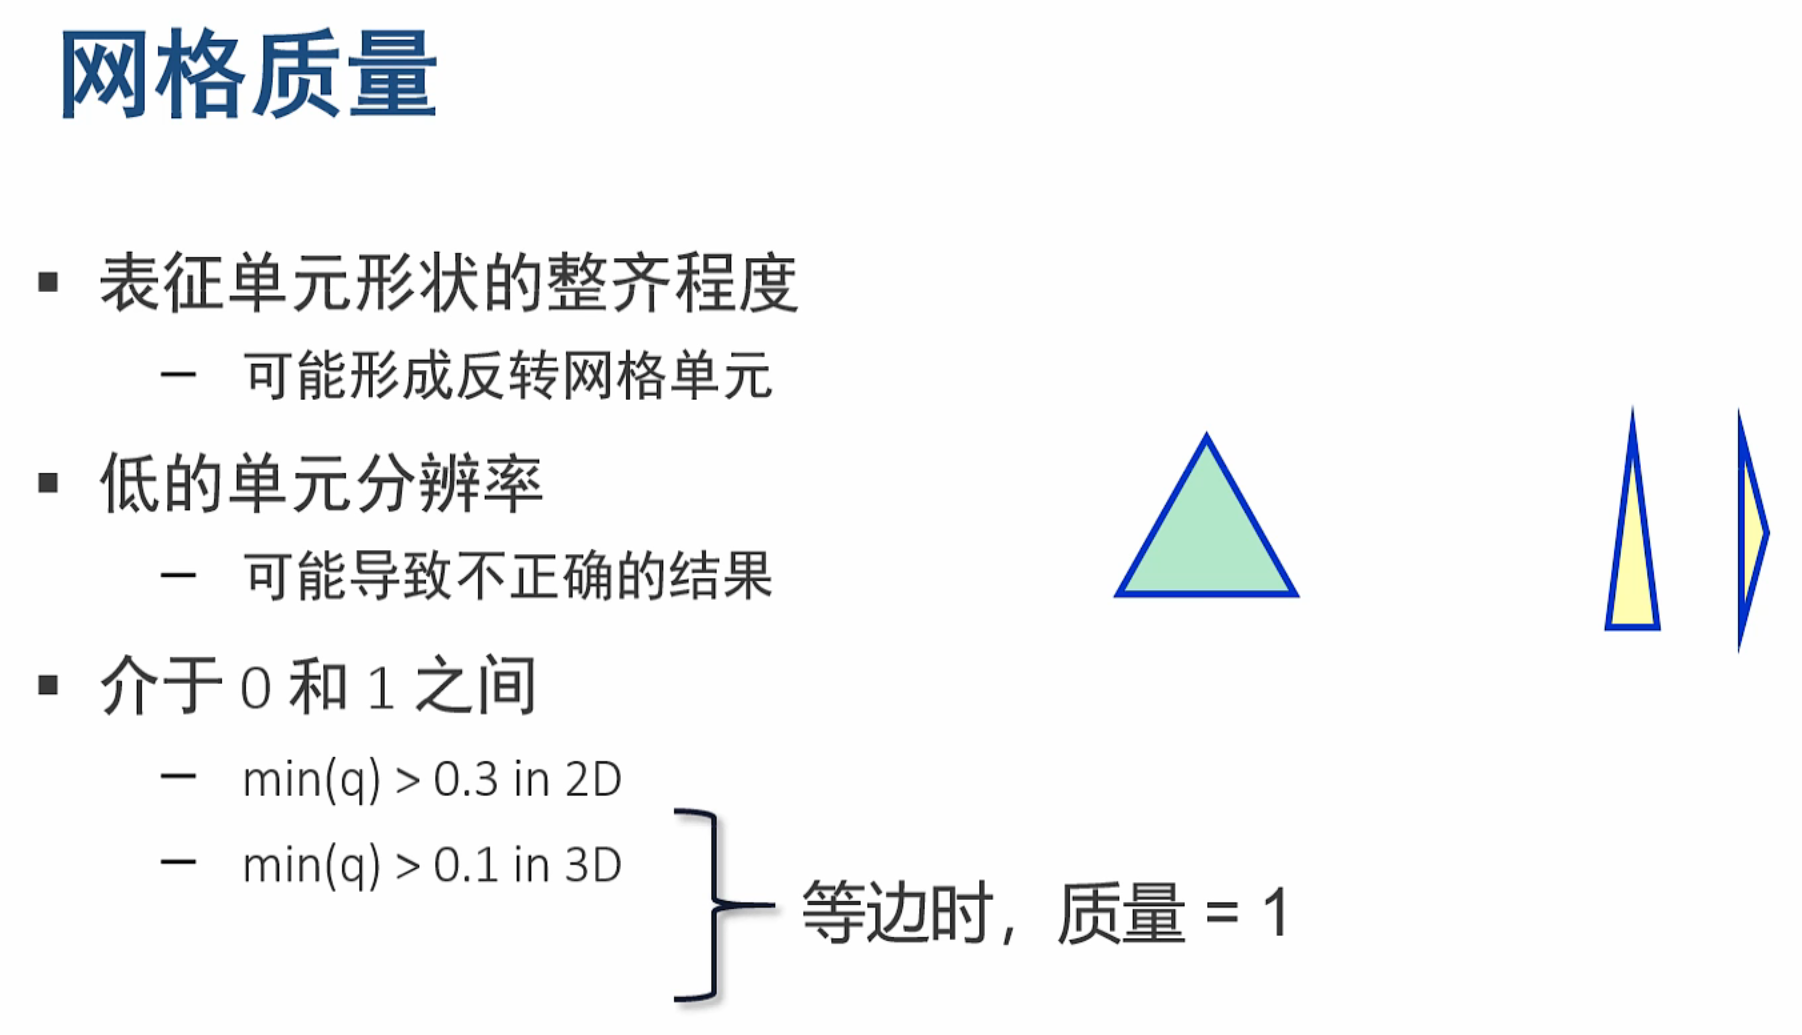 网格质量
▪ 表征单元形状的整齐程度
– 可能形成反转网格单元
▪ 低的单元分辨率
– 可能导致不正确的结果
▪ 介于 0 和 1 之间
– min(q) > 0.3 in 2D
– min(q) > 0.1 in 3D
等边时，质量 = 1